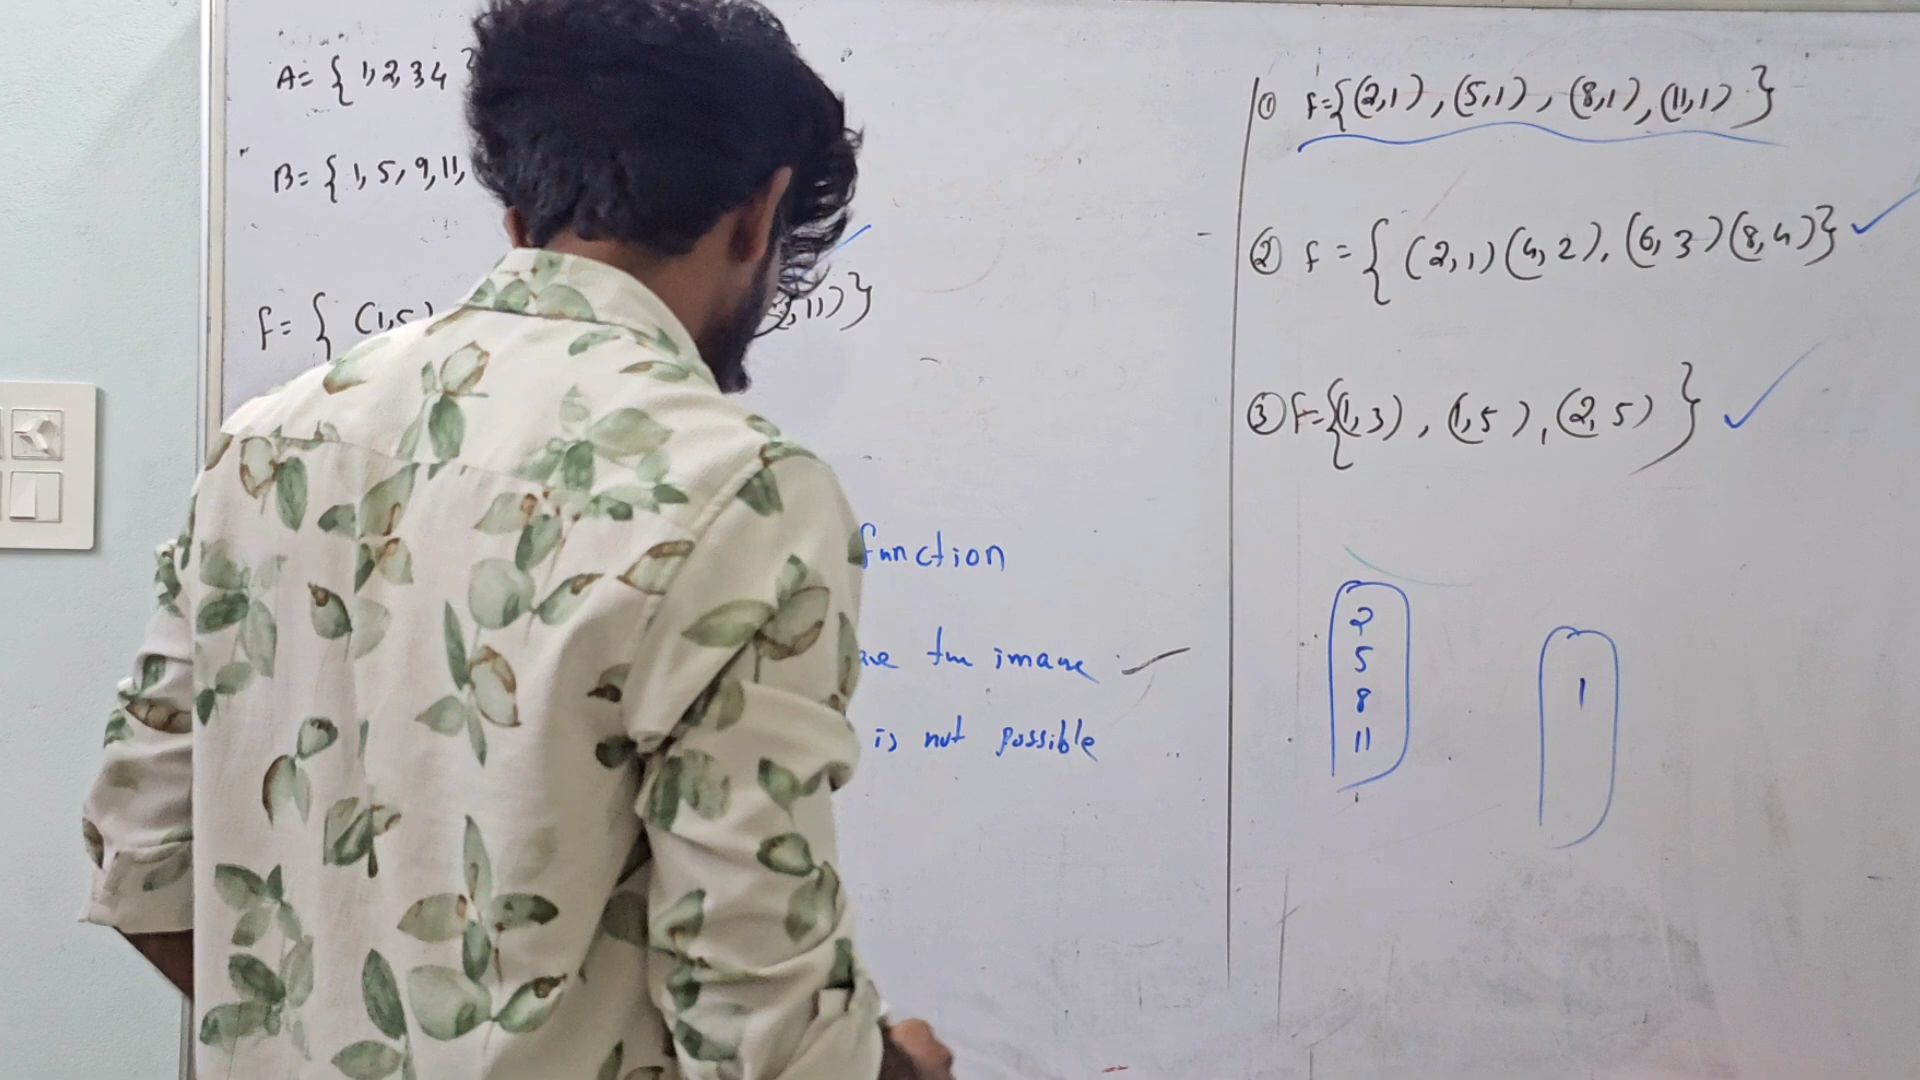 A= { 1,2,3,4
B= { 1, 5, 9, 11,
f= { (1,5) ,11) }
function
the image
is not possible
① f={(2,1), (5,1), (8,1), (11,1) }
② f = { (2,1) (4,2), (6,3) (8,4)}
③ f={(1,3), (1,5), (2,5) }
2
5
8
11
1